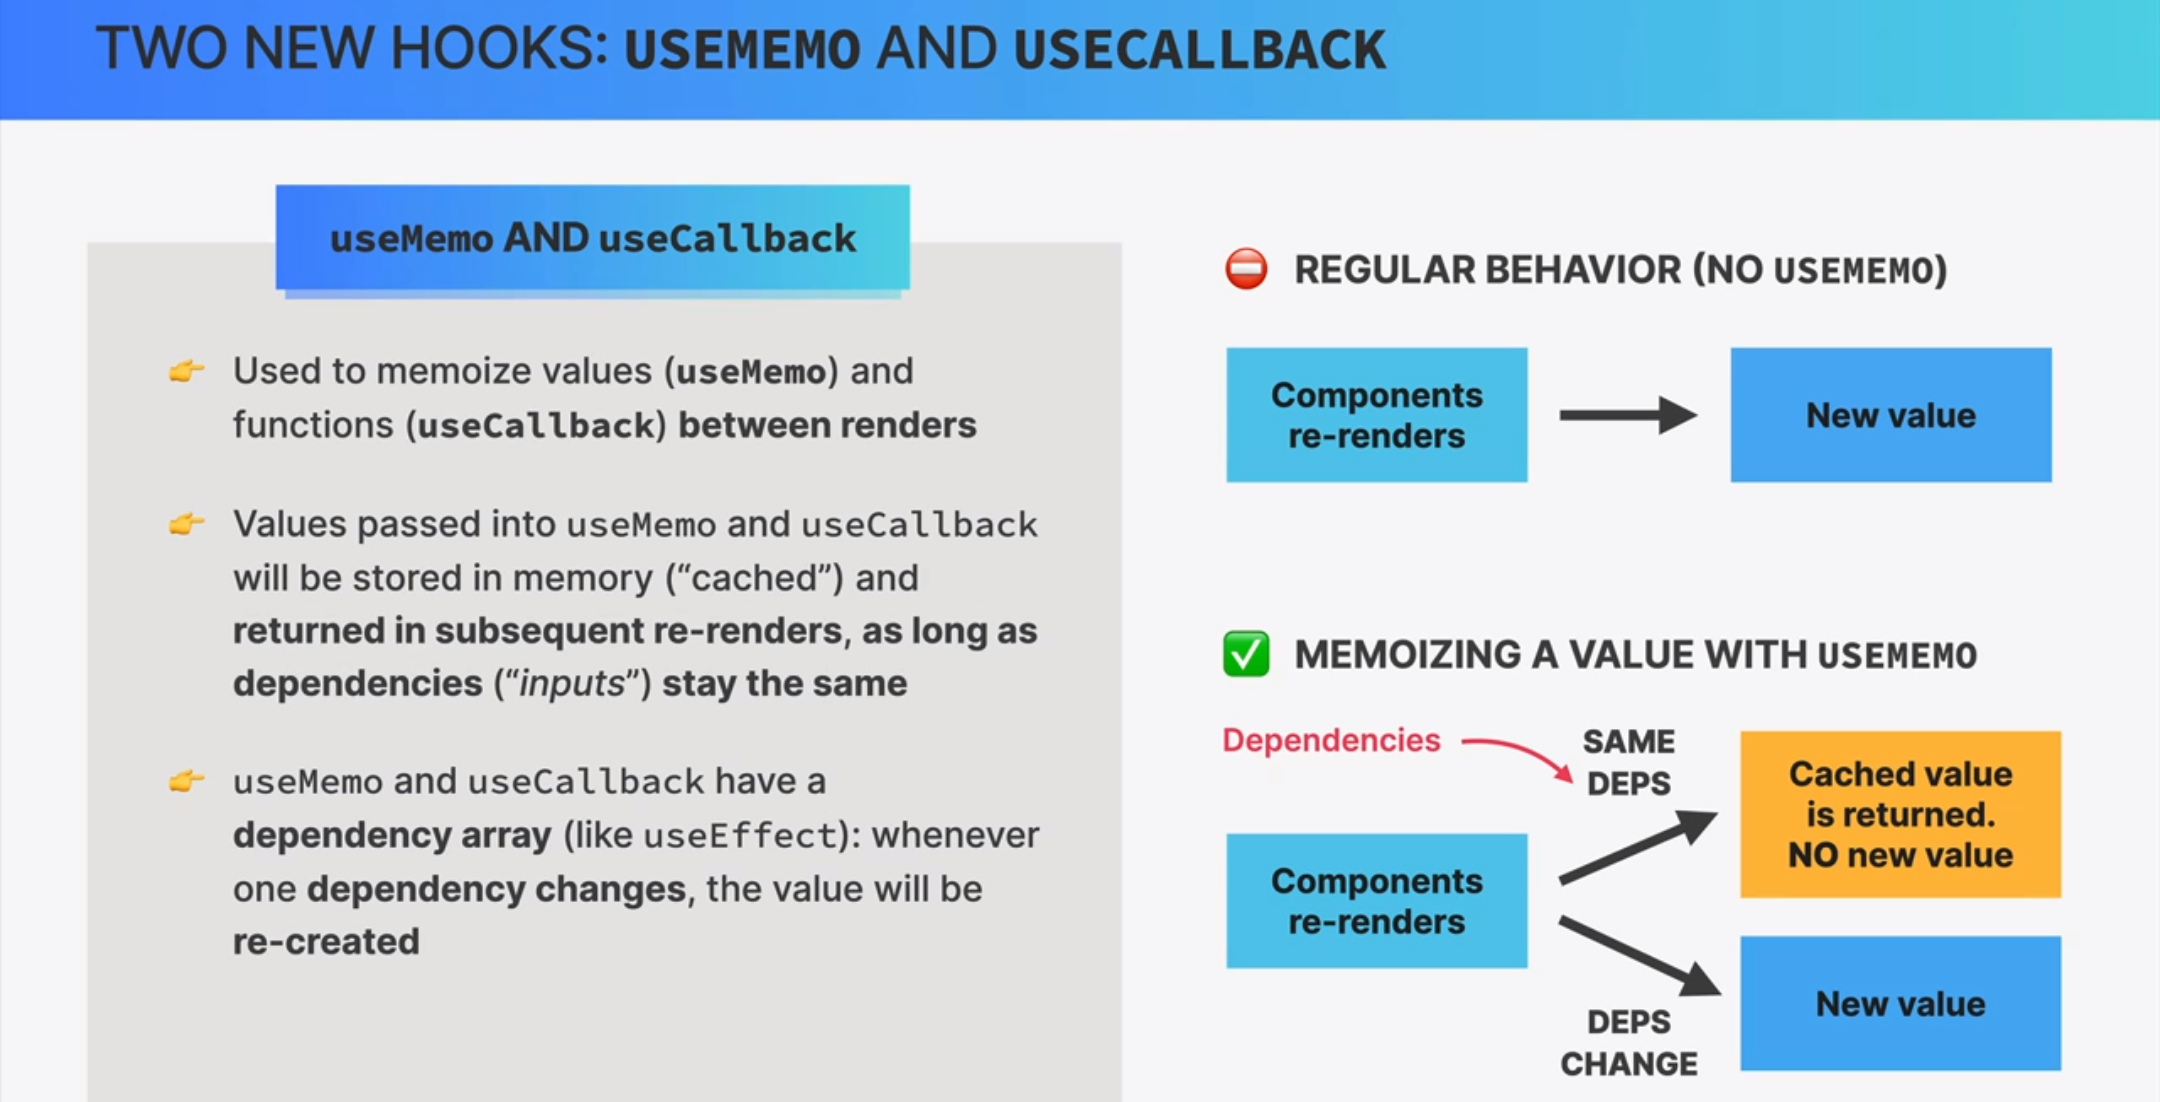 TWO NEW HOOKS: USEMEMO AND USECALLBACK
useMemo AND useCallback
Used to memoize values (useMemo) and
functions (useCallback) between renders
Values passed into useMemo and useCallback
will be stored in memory (“cached”) and
returned in subsequent re-renders, as long as
dependencies (“inputs”) stay the same
useMemo and useCallback have a
dependency array (like useEffect): whenever
one dependency changes, the value will be
re-created
REGULAR BEHAVIOR (NO USEMEMO)
Components
re-renders
New value
MEMOIZING A VALUE WITH USEMEMO
Dependencies
SAME
DEPS
Cached value
is returned.
NO new value
Components
re-renders
New value
DEPS
CHANGE